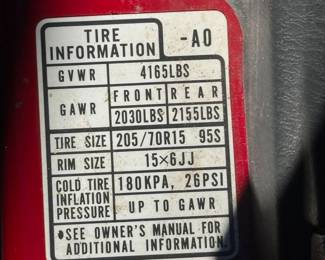 TIRE
INFORMATION
-A0
GVWR 4165LBS
GAWR FRONT REAR
2030LBS 2155LBS
TIRE SIZE 205/70R15 95S
RIM SIZE 15×6JJ
COLD TIRE
INFLATION
PRESSURE
180KPA, 26PSI
UP TO GAWR
●SEE OWNER'S MANUAL FOR
ADDITIONAL INFORMATION.